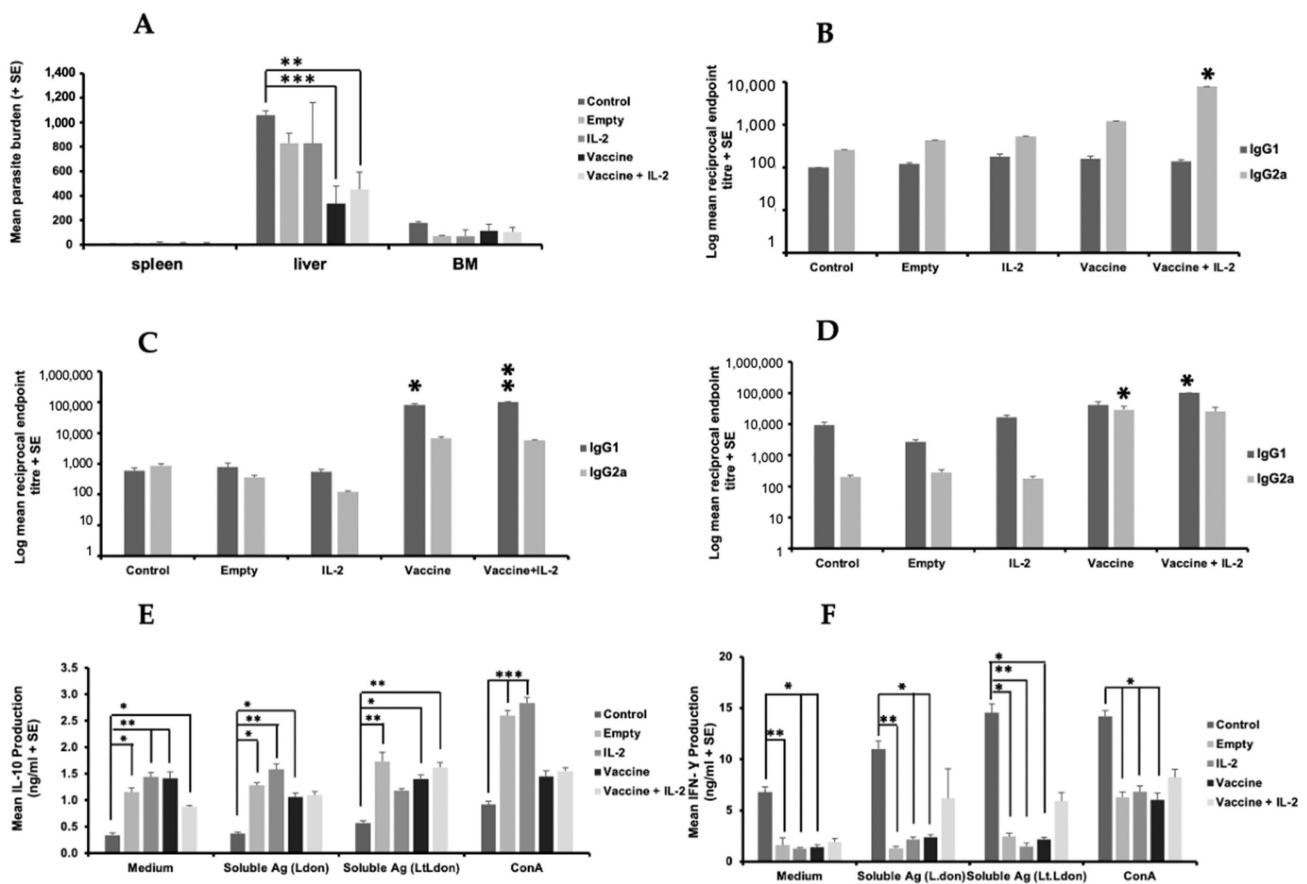 A
Mean parasite burden (+ SE)
1,400
1,200
1,000
800
600
400
200
0
**
***
spleen
liver
BM
Control
Empty
IL-2
Vaccine
Vaccine + IL-2
B
Log mean reciprocal endpoint
titre + SE
10,000
1,000
100
10
1
*
Control
Empty
IL-2
Vaccine
Vaccine + IL-2
IgG1
IgG2a
C
Log mean reciprocal endpoint
titre + SE
1,000,000
100,000
10,000
1,000
100
10
1
*
*
*
Control
Empty
IL-2
Vaccine
Vaccine+IL-2
IgG1
IgG2a
D
Log mean reciprocal endpoint
titre + SE
1,000,000
100,000
10,000
1,000
100
10
1
*
*
Control
Empty
IL-2
Vaccine
Vaccine + IL-2
IgG1
IgG2a
E
Mean IL-10 Production
(ng/ml + SE)
3.5
3.0
2.5
2.0
1.5
1.0
0.5
0.0
*
**
*
*
**
*
**
*
**
***
Medium
Soluble Ag (Ldon)
Soluble Ag (LtLdon)
ConA
Control
Empty
IL-2
Vaccine
Vaccine + IL-2
F
Mean IFN- γ Production
(ng/ml + SE)
20
15
10
5
0
*
**
*
**
*
**
*
*
Medium
Soluble Ag (L.don)
Soluble Ag (Lt.Ldon)
ConA
Control
Empty
IL-2
Vaccine
Vaccine + IL-2